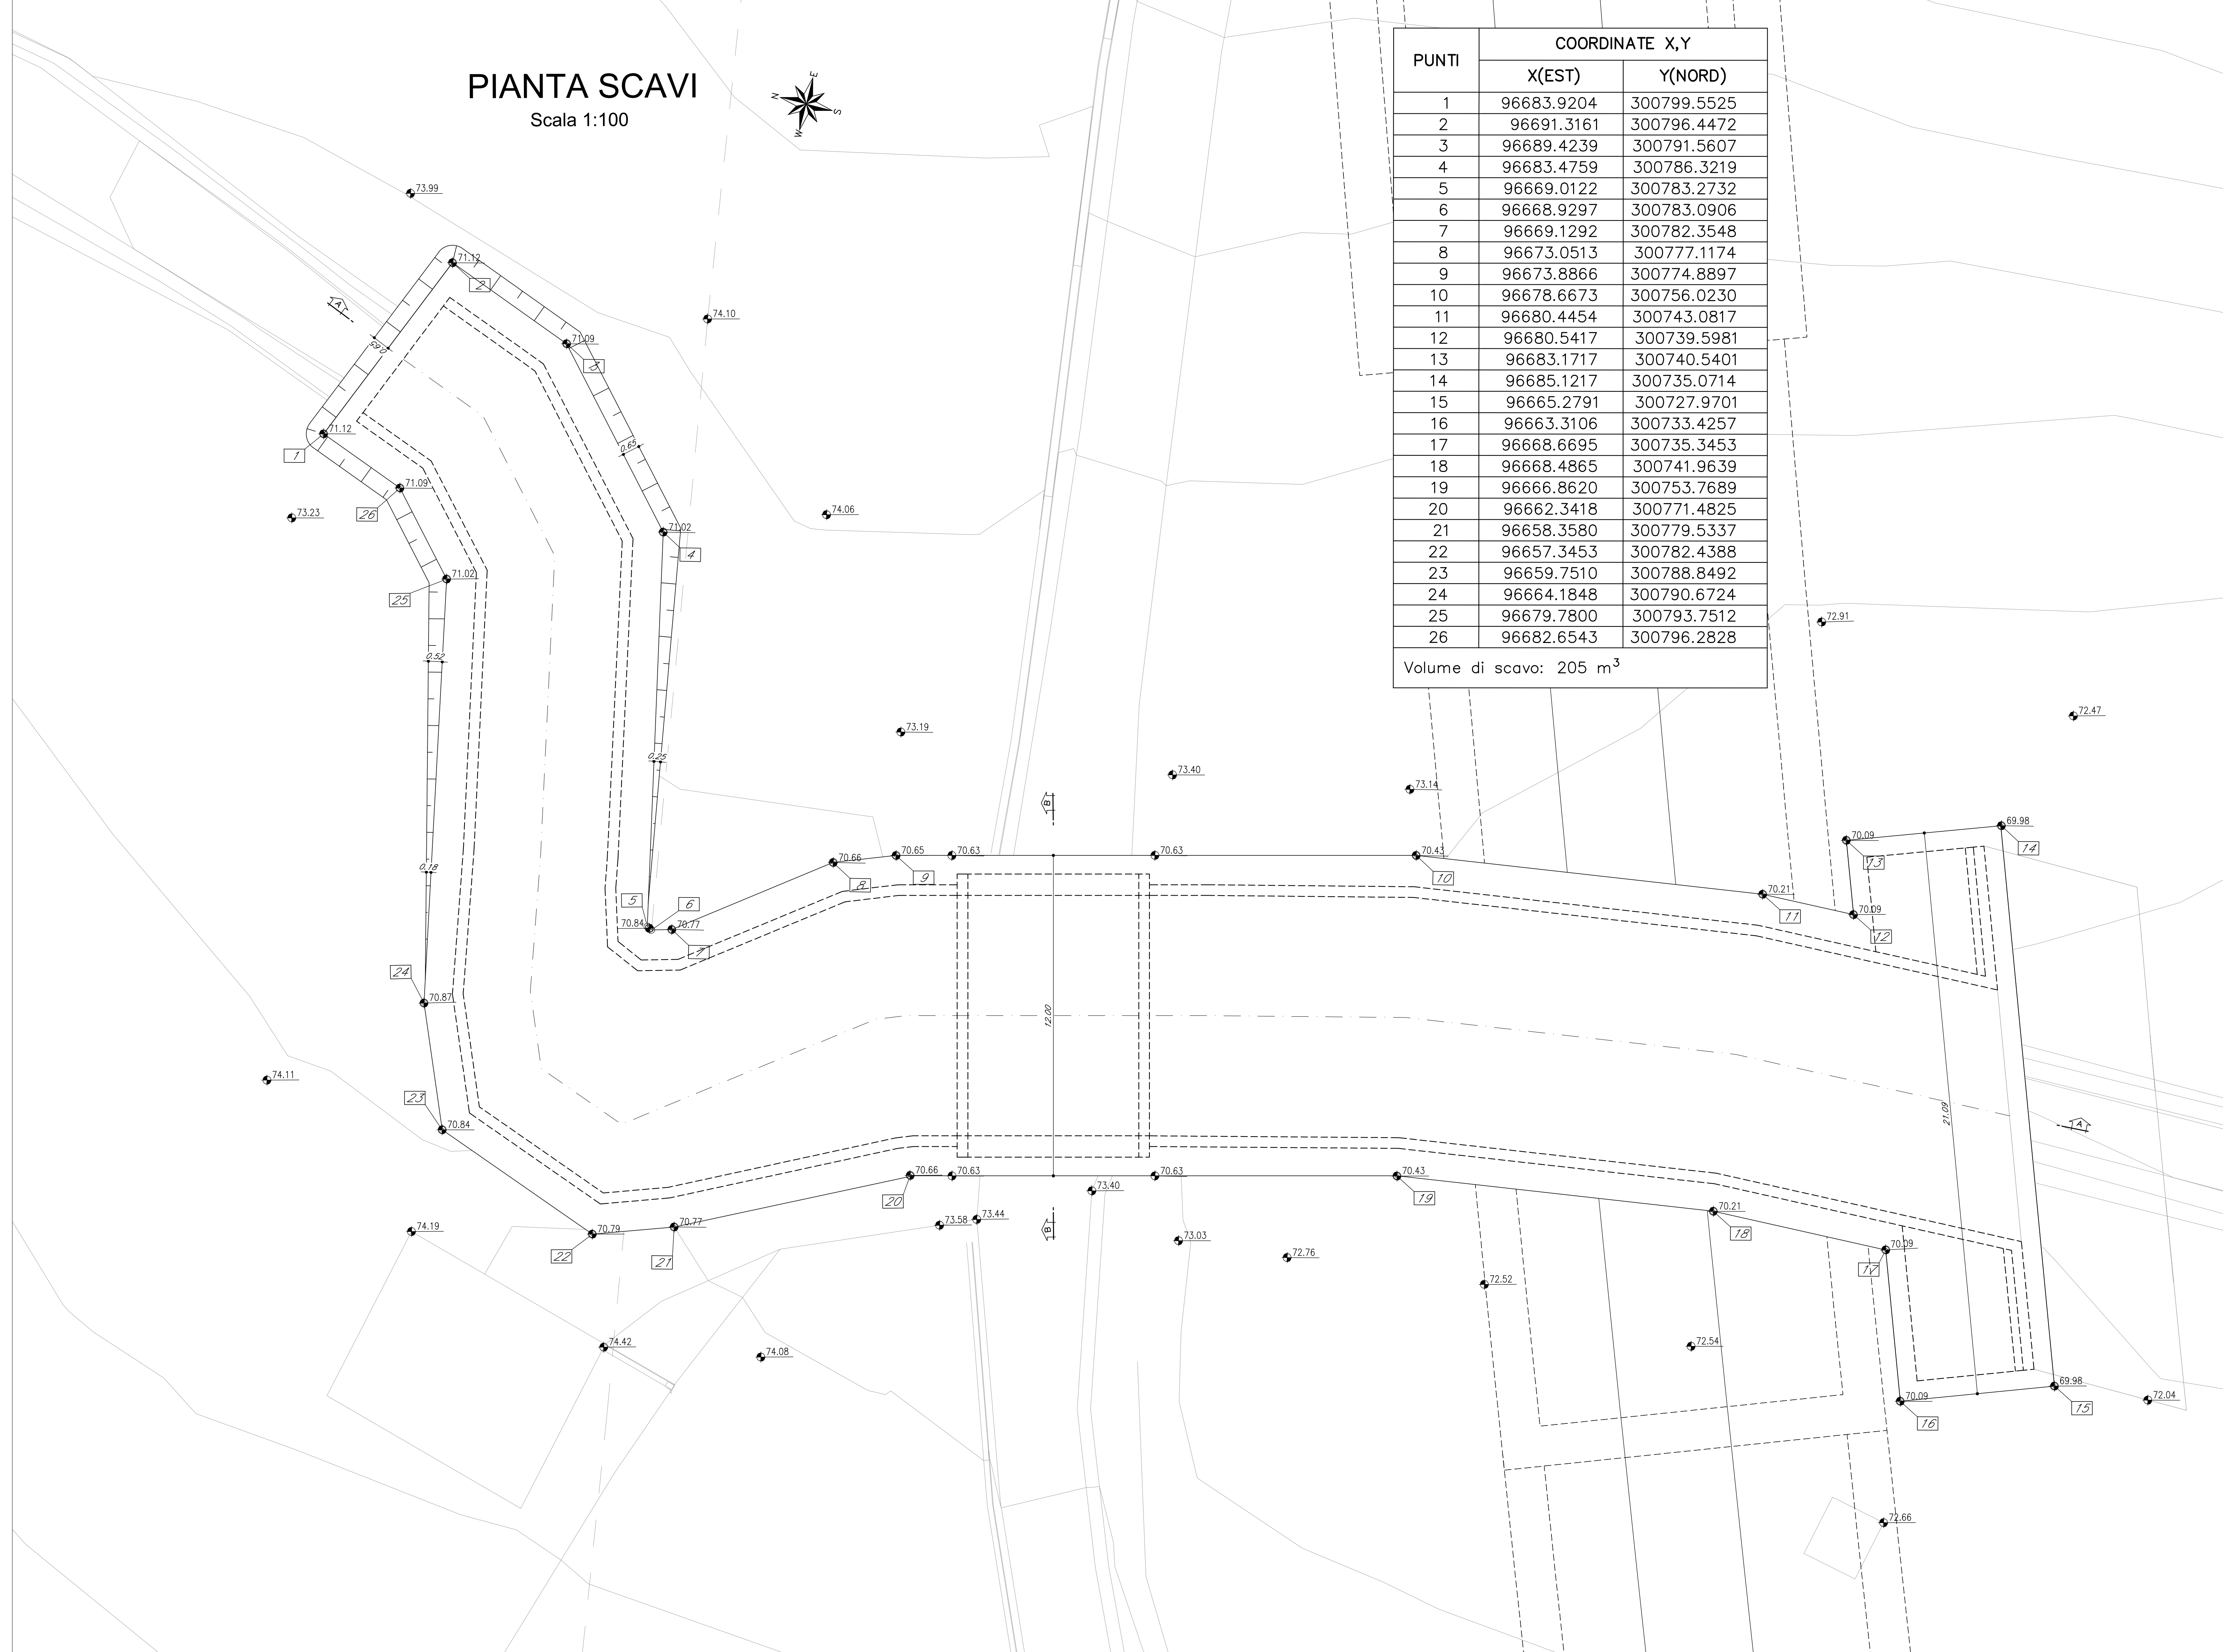 PIANTA SCAVI
Scala 1:100
N
E
S
W
PUNTI
COORDINATE X,Y
X(EST)
Y(NORD)
1 96683.9204 300799.5525
2 96691.3161 300796.4472
3 96689.4239 300791.5607
4 96683.4759 300786.3219
5 96669.0122 300783.2732
6 96668.9297 300783.0906
7 96669.1292 300782.3548
8 96673.0513 300777.1174
9 96673.8866 300774.8897
10 96678.6673 300756.0230
11 96680.4454 300743.0817
12 96680.5417 300739.5981
13 96683.1717 300740.5401
14 96685.1217 300735.0714
15 96665.2791 300727.9701
16 96663.3106 300733.4257
17 96668.6695 300735.3453
18 96668.4865 300741.9639
19 96666.8620 300753.7689
20 96662.3418 300771.4825
21 96658.3580 300779.5337
22 96657.3453 300782.4388
23 96659.7510 300788.8492
24 96664.1848 300790.6724
25 96679.7800 300793.7512
26 96682.6543 300796.2828
Volume di scavo: 205 m³
73.99
71.12
2
A
74.10
71.09
3
0.65
71.12
1
0.65
71.09
26
73.23
74.06
71.02
4
71.02
25
72.91
0.52
72.47
73.19
0.25
73.40
73.14
B
69.98
14
70.09
13
70.66
8
70.65
9
70.63
70.63
70.43
10
0.18
70.21
11
5
6
70.84
70.77
7
70.09
12
24
70.87
12.00
74.11
23
70.84
21.09
A
70.66
20
70.63
70.63
70.43
19
73.40
74.19
70.79
22
70.77
21
73.58
73.44
B
73.03
72.76
70.21
18
70.09
17
72.52
74.42
74.08
72.54
69.98
15
70.09
16
72.04
72.66